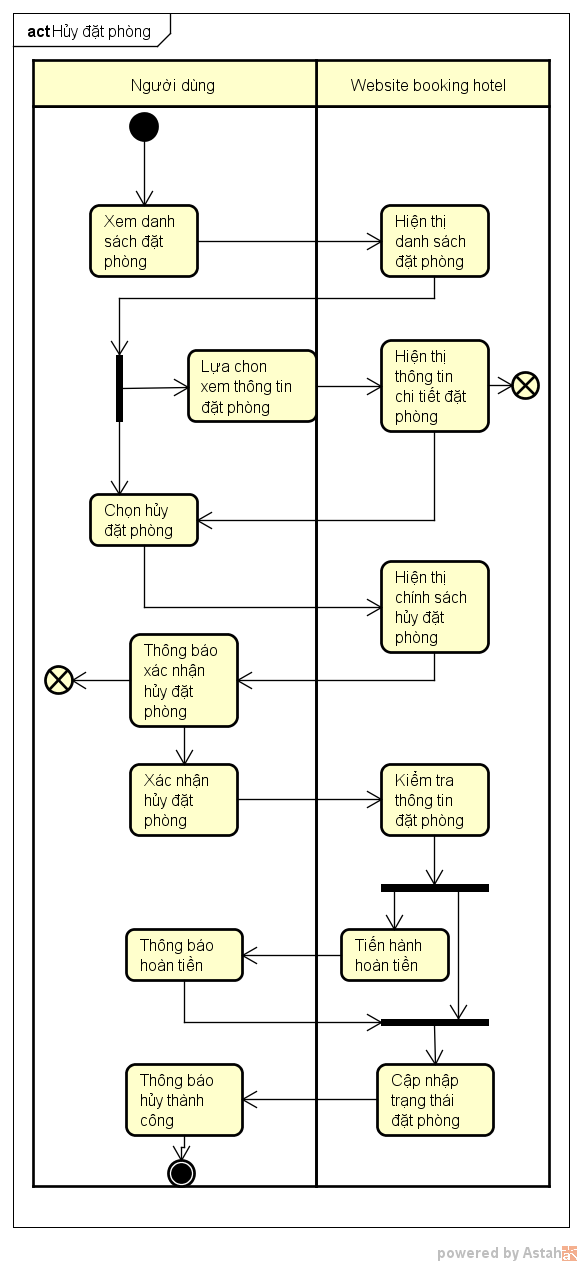 act Hủy đặt phòng
Người dùng
Website booking hotel
Xem danh
sách đặt
phòng
Hiện thị
danh sách
đặt phòng
Lựa chon
xem thông tin
đặt phòng
Hiện thị
thông tin
chi tiết đặt
phòng
Chọn hủy
đặt phòng
Hiện thị
chính sách
hủy đặt
phòng
Thông báo
xác nhận
hủy đặt
phòng
Xác nhận
hủy đặt
phòng
Kiểm tra
thông tin
đặt phòng
Thông báo
hoàn tiền
Tiến hành
hoàn tiền
Thông báo
hủy thành
công
Cập nhập
trạng thái
đặt phòng
powered by Astah